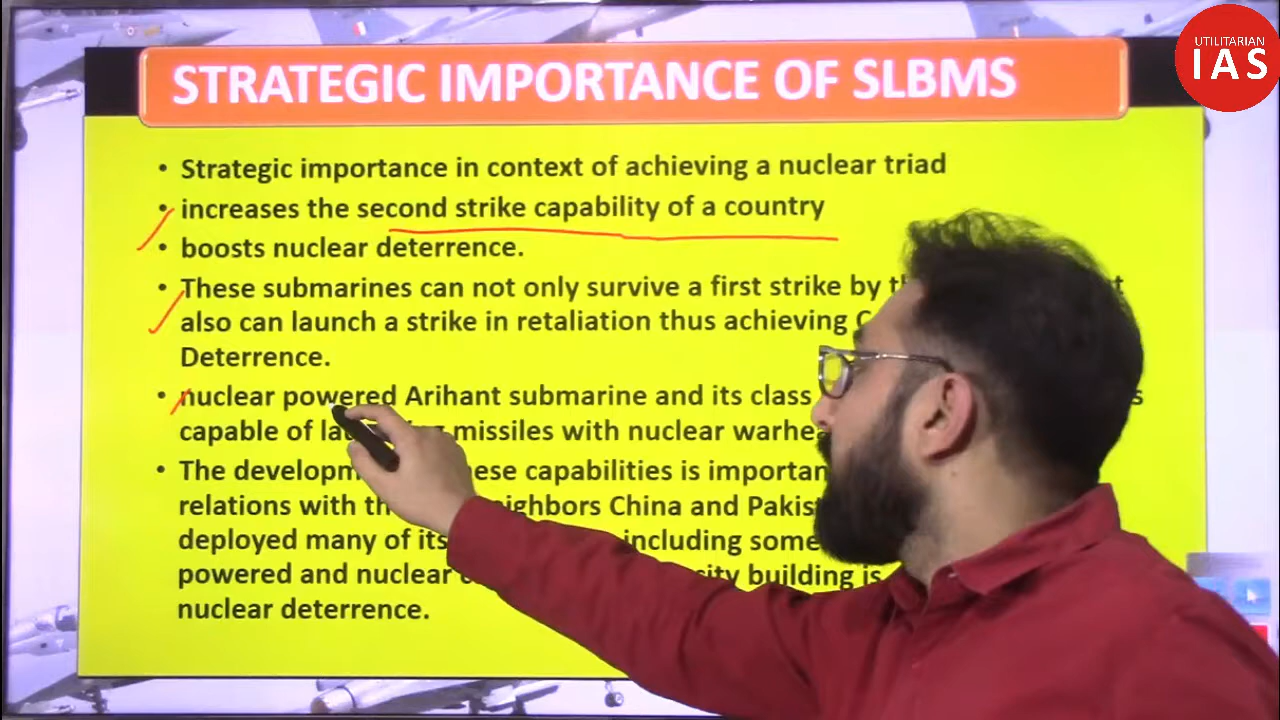 UTILITARIAN
IAS
STRATEGIC IMPORTANCE OF SLBMS
• Strategic importance in context of achieving a nuclear triad
• increases the second strike capability of a country
• boosts nuclear deterrence.
• These submarines can not only survive a first strike by
also can launch a strike in retaliation thus achieving
Deterrence.
• nuclear powered Arihant submarine and its class
capable of missiles with nuclear
• The capabilities is
relations with China and
deployed many of its including some
powered and nuclear building is
nuclear deterrence.